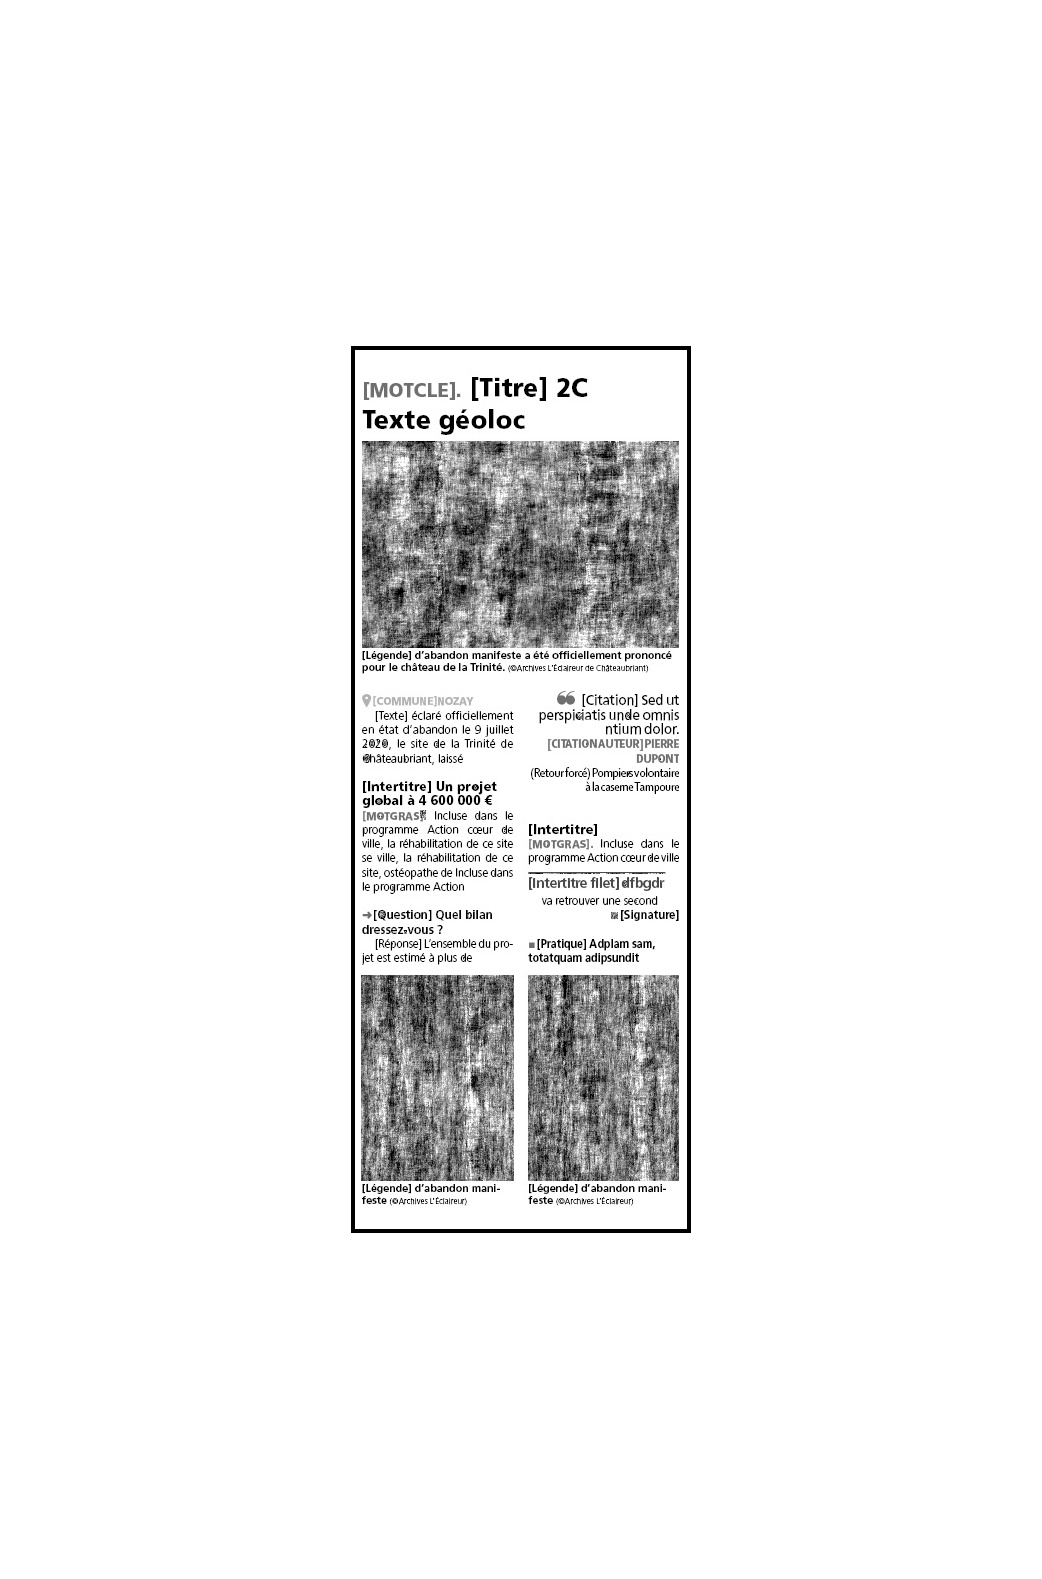 [MOTCLE]. [Titre] 2C
Texte géoloc
[Légende] d'abandon manifeste a été officiellement prononcé
pour le château de la Trinité. (©Archives L'Éclaireur de Châteaubriant)
[COMMUNE]NOZAY
[Texte] éclaré officiellement
en état d'abandon le 9 juillet
2020, le site de la Trinité de
Châteaubriant, laissé
[Intertitre] Un projet
global à 4 600 000 €
[MOTGRAS]. Incluse dans le
programme Action cœur de
ville, la réhabilitation de ce site
se ville, la réhabilitation de ce
site, ostéopathe de Incluse dans
le programme Action
➜[Question] Quel bilan
dressez-vous ?
[Réponse] L'ensemble du pro-
jet est estimé à plus de
[Citation] Sed ut
perspiciatis unde omnis
ntium dolor.
[CITATIONAUTEUR]PIERRE
DUPONT
(Retour forcé) Pompiers volontaire
à la caserne Tampoure
[Intertitre]
[MOTGRAS]. Incluse dans le
programme Action cœur de ville
[Intertitre filet] dfbgdr
va retrouver une second
[Signature]
■ [Pratique] Adplam sam,
totatquam adipsundit
[Légende] d'abandon mani-
feste (©Archives L'Éclaireur)
[Légende] d'abandon mani-
feste (©Archives L'Éclaireur)